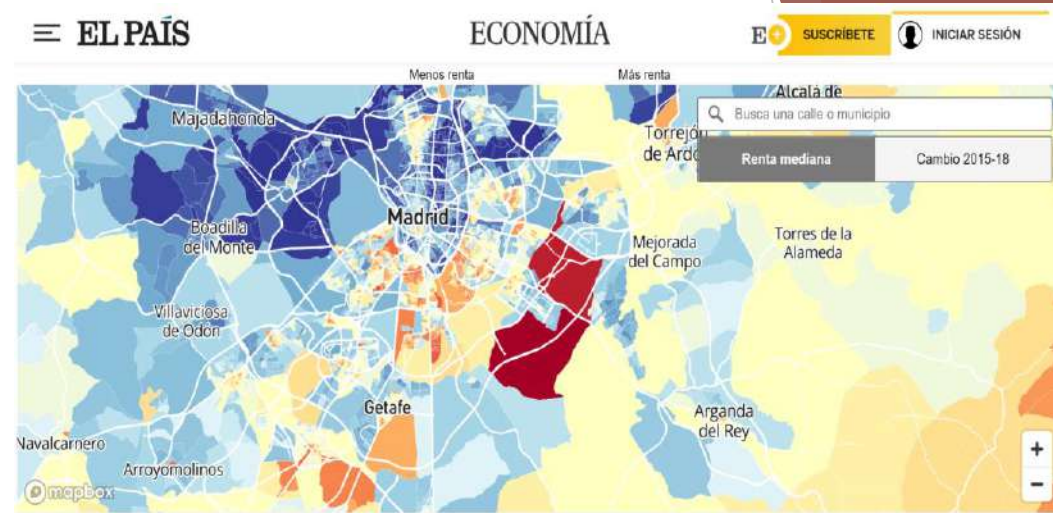 EL PAÍS
ECONOMÍA
E+
SUSCRÍBETE
INICIAR SESIÓN
Menos renta
Más renta
Alcalá de
Busca una calle o municipio
Renta mediana
Cambio 2015-18
Majadahonda
Torrejón
de Ardo
Boadilla
del Monte
Madrid
Mejorada
del Campo
Torres de la
Alameda
Villaviciosa
de Odón
Getafe
Arganda
del Rey
Navalcarnero
Arroyomolinos
mapbox
+
−